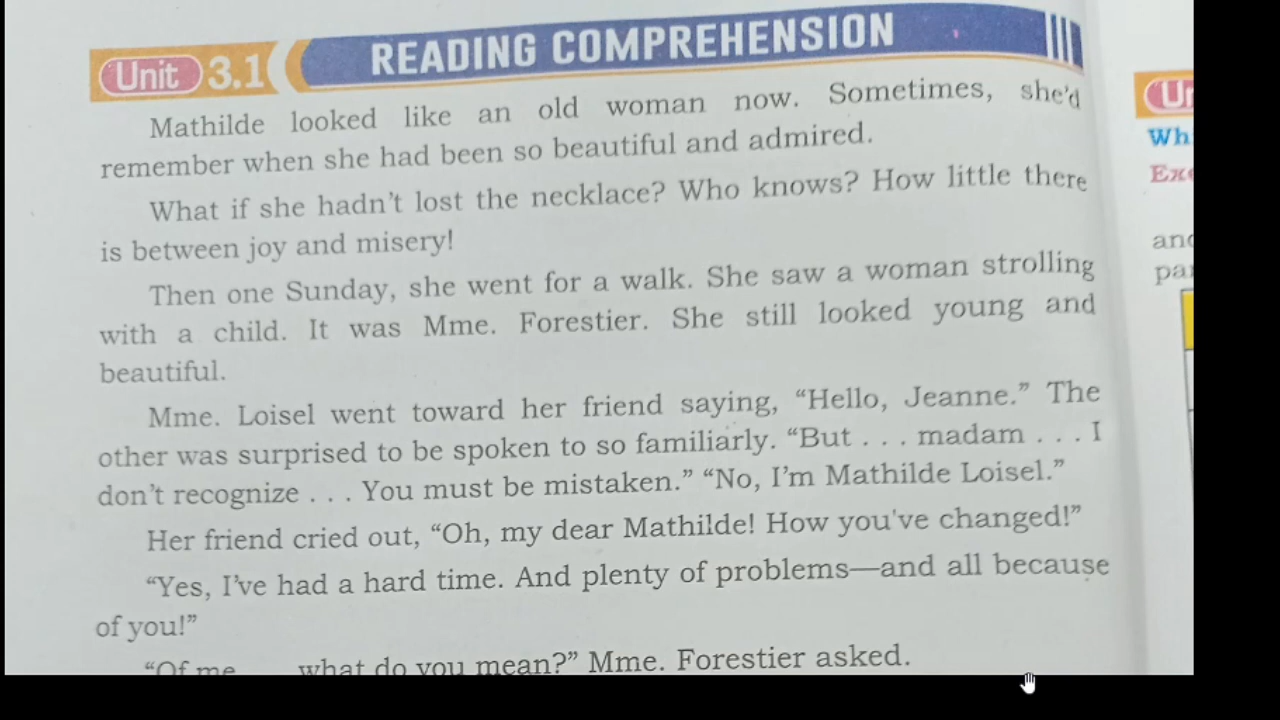 Unit 3.1 READING COMPREHENSION
Mathilde looked like an old woman now. Sometimes, she'd
remember when she had been so beautiful and admired.
What if she hadn't lost the necklace? Who knows? How little there
is between joy and misery!
Then one Sunday, she went for a walk. She saw a woman strolling
with a child. It was Mme. Forestier. She still looked young and
beautiful.
Mme. Loisel went toward her friend saying, “Hello, Jeanne.” The
other was surprised to be spoken to so familiarly. “But . . . madam . . . I
don't recognize . . . You must be mistaken.” “No, I'm Mathilde Loisel.”
Her friend cried out, “Oh, my dear Mathilde! How you've changed!”
“Yes, I've had a hard time. And plenty of problems—and all because
of you!”
“Of me what do you mean?” Mme. Forestier asked.